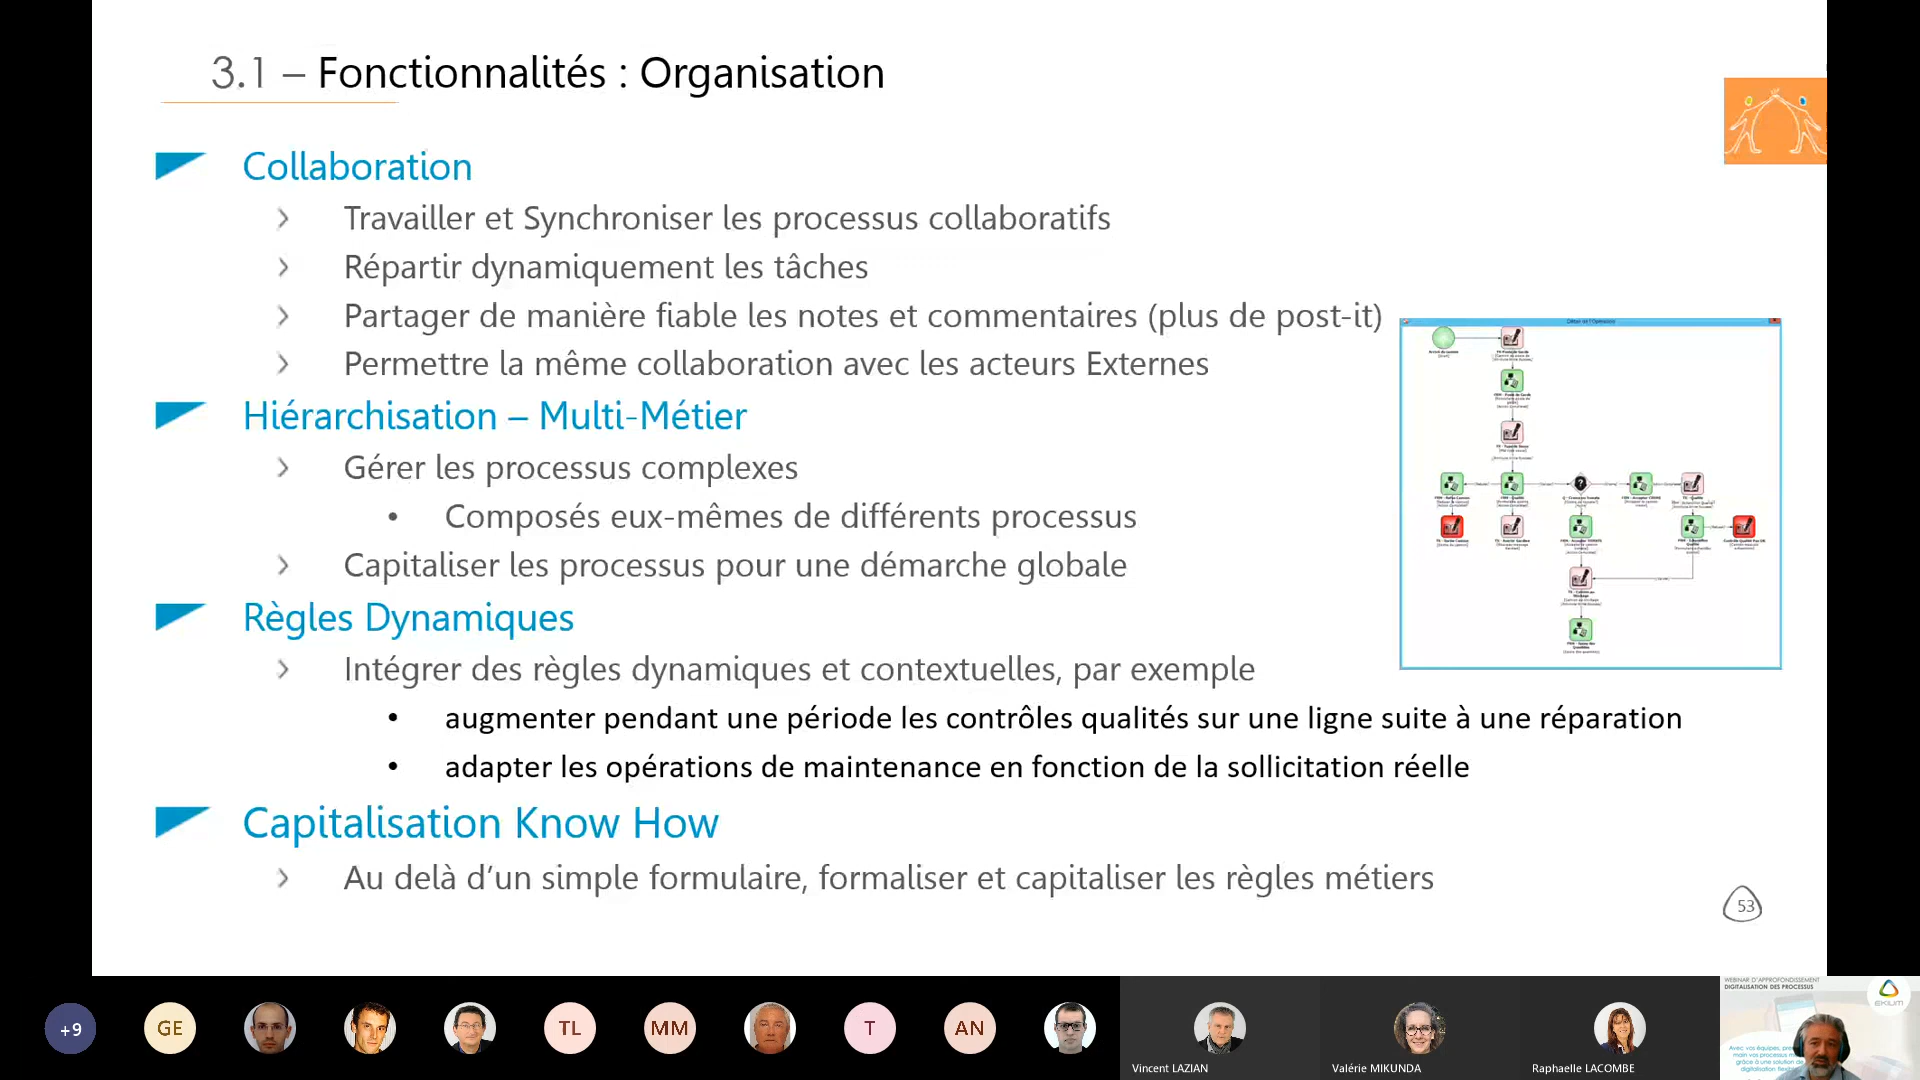 3.1 – Fonctionnalités : Organisation
Collaboration
Travailler et Synchroniser les processus collaboratifs
Répartir dynamiquement les tâches
Partager de manière fiable les notes et commentaires (plus de post-it)
Permettre la même collaboration avec les acteurs Externes
Hiérarchisation – Multi-Métier
Gérer les processus complexes
• Composés eux-mêmes de différents processus
Capitaliser les processus pour une démarche globale
Règles Dynamiques
Intégrer des règles dynamiques et contextuelles, par exemple
• augmenter pendant une période les contrôles qualités sur une ligne suite à une réparation
• adapter les opérations de maintenance en fonction de la sollicitation réelle
Capitalisation Know How
Au delà d’un simple formulaire, formaliser et capitaliser les règles métiers
53
+9
GE
TL
MM
T
AN
Vincent LAZIAN
Valérie MIKUNDA
Raphaelle LACOMBE
WEBINAR D'APPROFONDISSEMENT
DIGITALISATION DES PROCESSUS
EKIUM